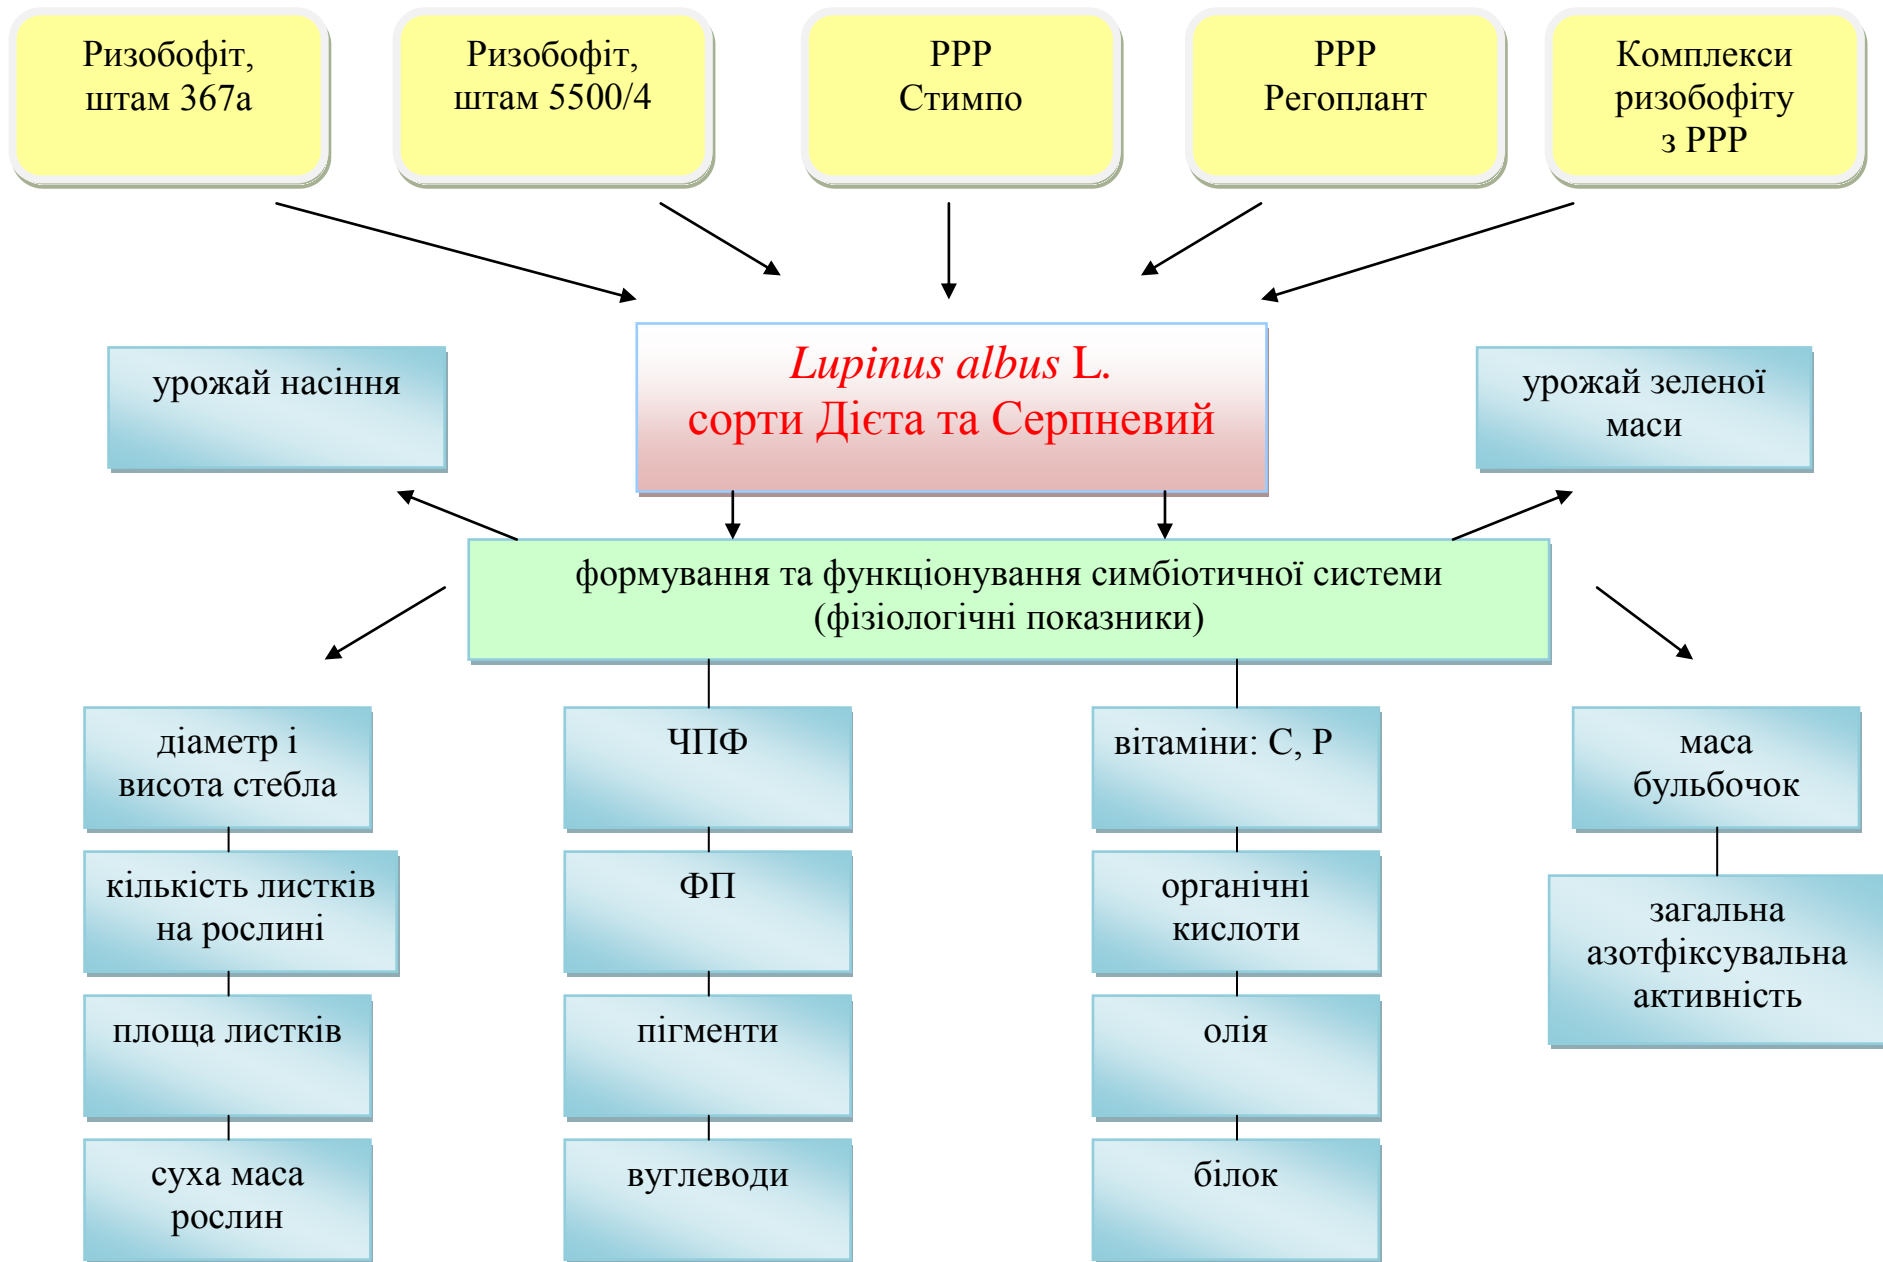 Ризобофіт,
штам 367а
Ризобофіт,
штам 5500/4
РРР
Стимпо
РРР
Регоплант
Комплекси
ризобофіту
з РРР
Lupinus albus L.
сорти Дієта та Серпневий
урожай насіння
урожай зеленої
маси
формування та функціонування симбіотичної системи
(фізіологічні показники)
діаметр і
висота стебла
кількість листків
на рослині
площа листків
суха маса
рослин
ЧПФ
ФП
пігменти
вуглеводи
вітаміни: С, Р
органічні
кислоти
олія
білок
маса
бульбочок
загальна
азотфіксувальна
активність